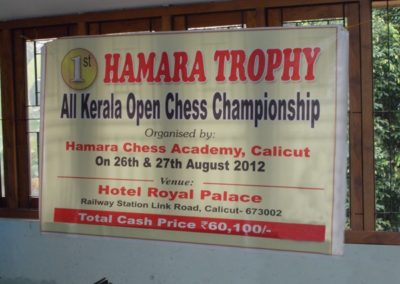 1st HAMARA TROPHY
All Kerala Open Chess Championship
Organised by:
Hamara Chess Academy, Calicut
On 26th & 27th August 2012
Venue:
Hotel Royal Palace
Railway Station Link Road, Calicut- 673002
Total Cash Price ₹60,100/-